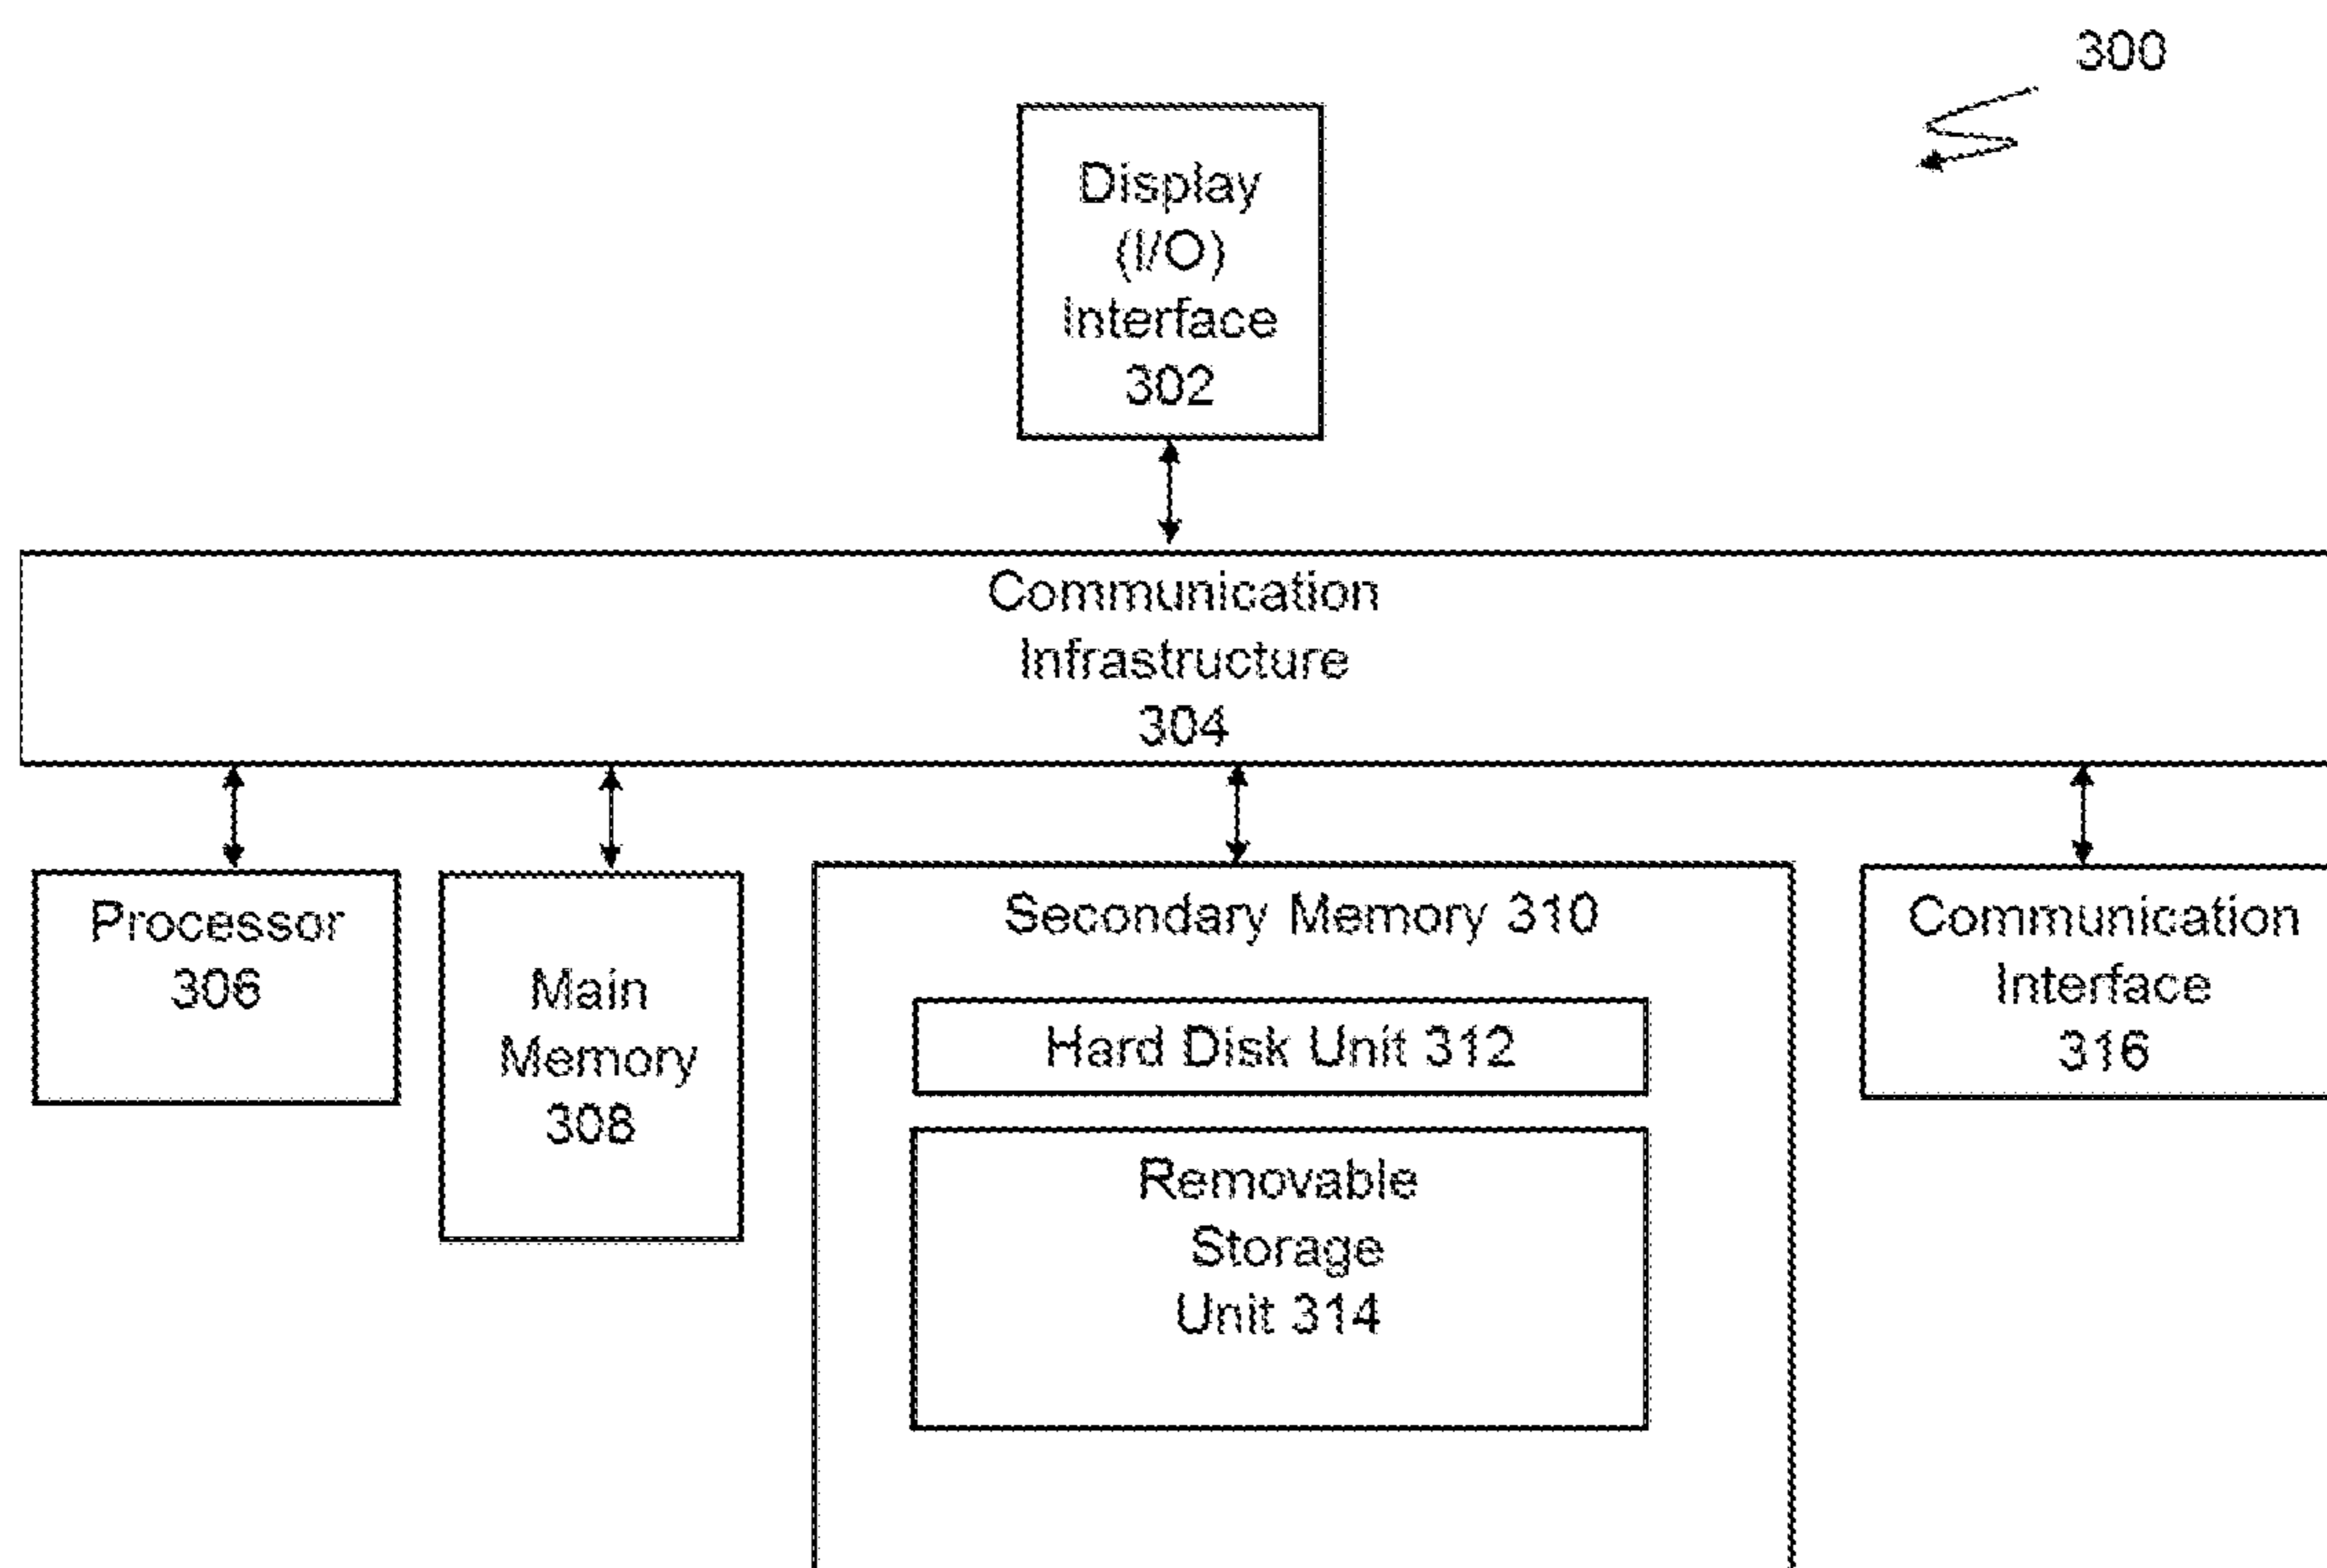 300
Display
(I/O)
Interface
302
Communication
Infrastructure
304
Processor
306
Main
Memory
308
Secondary Memory 310
Hard Disk Unit 312
Removable
Storage
Unit 314
Communication
Interface
316